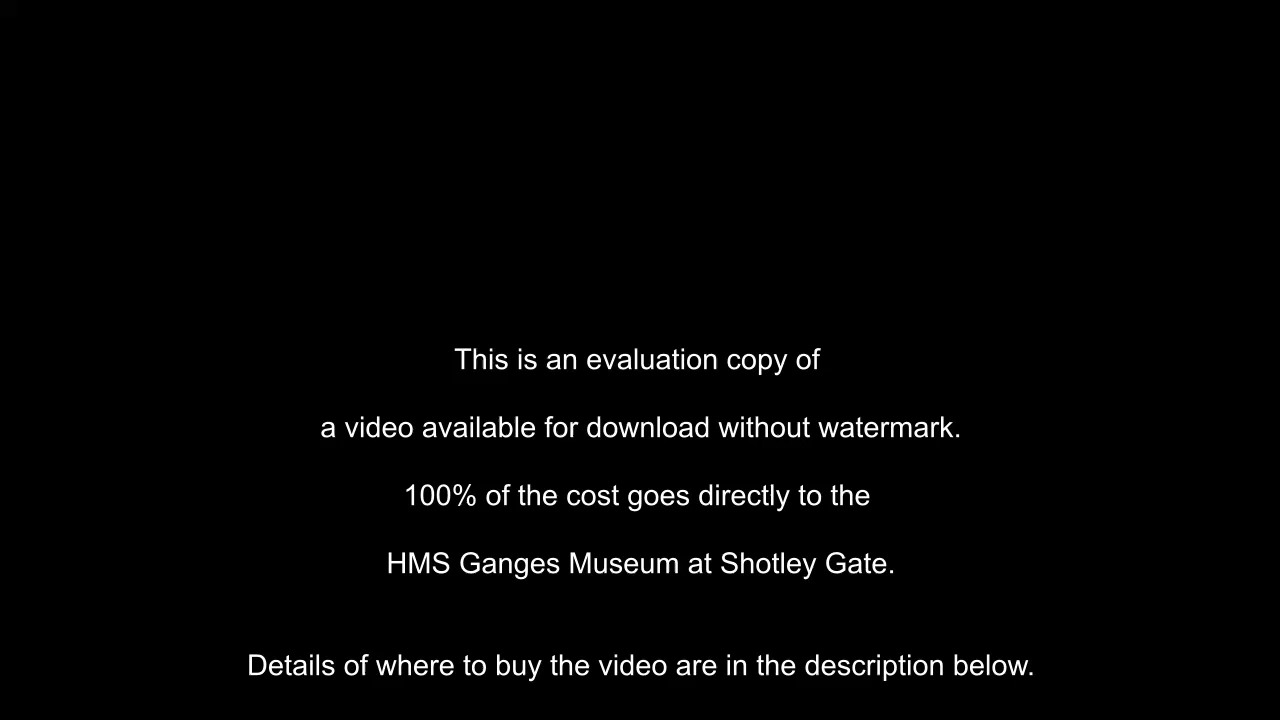 This is an evaluation copy of
a video available for download without watermark.
100% of the cost goes directly to the
HMS Ganges Museum at Shotley Gate.
Details of where to buy the video are in the description below.